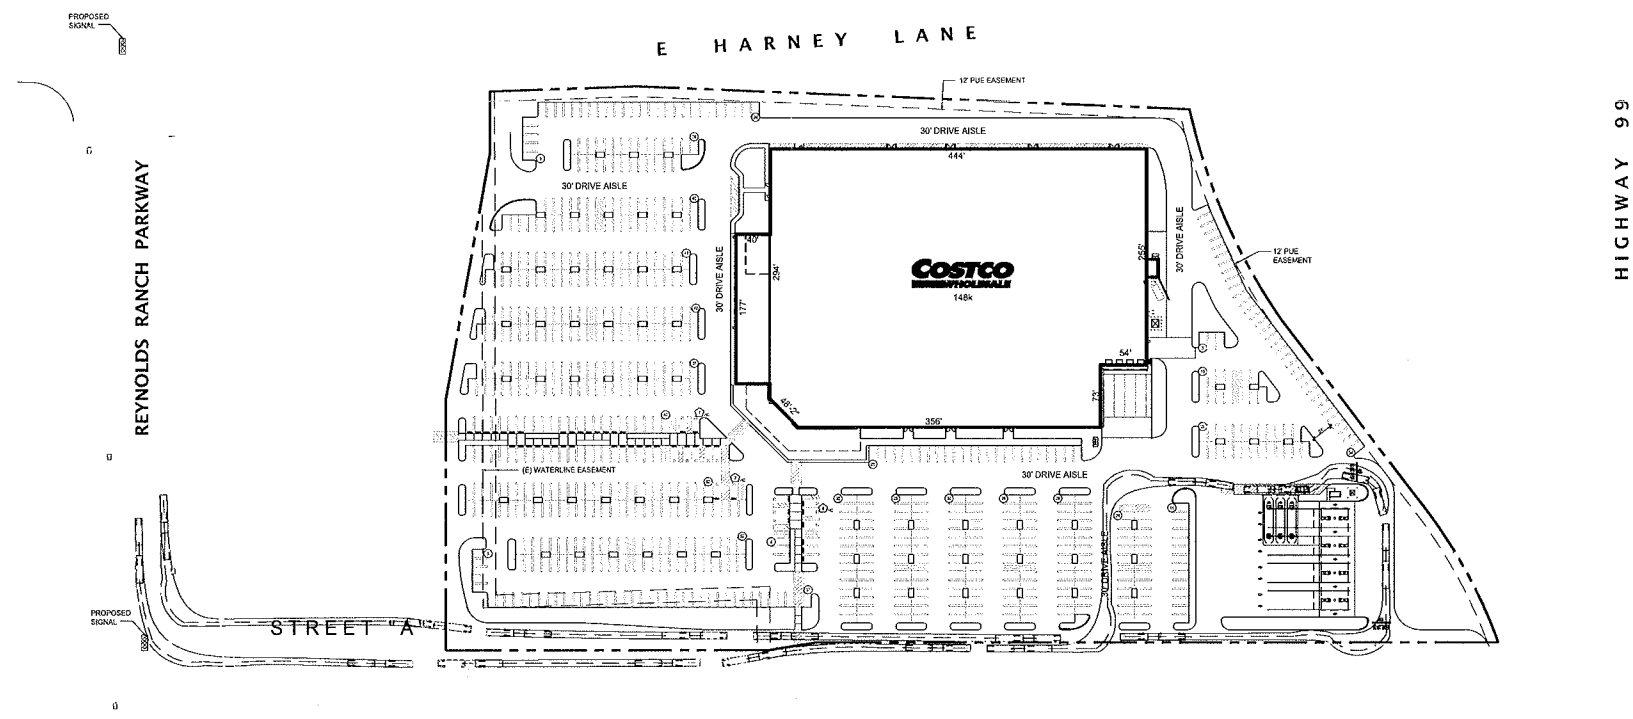 PROPOSED
SIGNAL
E HARNEY LANE
12' PUE EASEMENT
HIGHWAY 99
30' DRIVE AISLE
444'
REYNOLDS RANCH PARKWAY
30' DRIVE AISLE
30' DRIVE AISLE
40'
294'
177'
COSTCO
WHOLESALE
148k
255'
30' DRIVE AISLE
12' PUE
EASEMENT
54'
73'
48'-2"
356'
(E) WATERLINE EASEMENT
30' DRIVE AISLE
30' DRIVE AISLE
PROPOSED
SIGNAL
STREET "A"